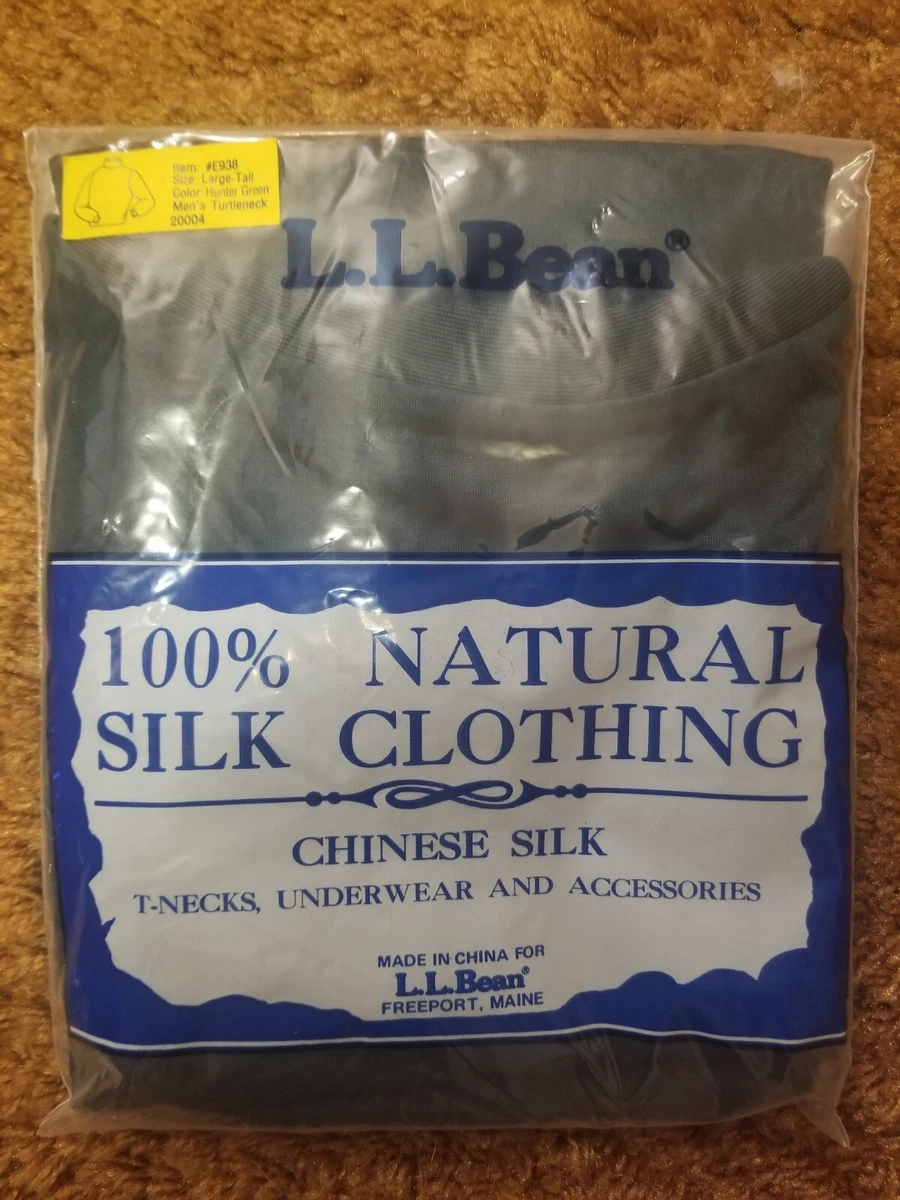 Item: #E938
Size: Large-Tall
Color: Hunter Green
Men's Turtleneck
20004
L.L.Bean®
100% NATURAL
SILK CLOTHING
CHINESE SILK
T-NECKS, UNDERWEAR AND ACCESSORIES
MADE IN CHINA FOR
L.L.Bean®
FREEPORT, MAINE